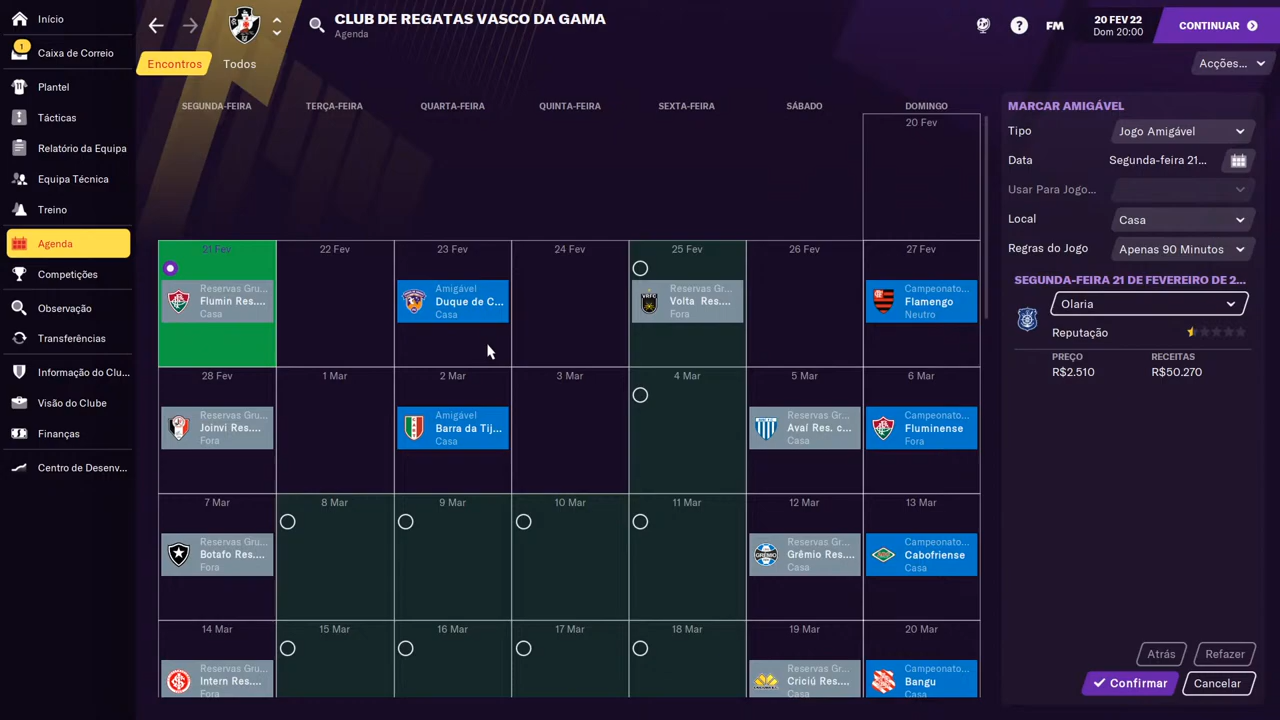 CLUB DE REGATAS VASCO DA GAMA
Agenda
FM
20 FEV 22
Dom 20:00
CONTINUAR
Início
1
Caixa de Correio
Plantel
Tácticas
Relatório da Equipa
Equipa Técnica
Treino
Agenda
Competições
Observação
Transferências
Informação do Clu...
Visão do Clube
Finanças
Centro de Desenv...
Encontros Todos
Acções...
SEGUNDA-FEIRA TERÇA-FEIRA QUARTA-FEIRA QUINTA-FEIRA SEXTA-FEIRA SÁBADO DOMINGO
20 Fev
21 Fev 22 Fev 23 Fev 24 Fev 25 Fev 26 Fev 27 Fev
Reservas Gr... Amigável Reservas Gr... Campeonato...
Flumin Res.... Duque de C... Volta Res.... Flamengo
Casa Casa Fora Neutro
28 Fev 1 Mar 2 Mar 3 Mar 4 Mar 5 Mar 6 Mar
Reservas Gru... Amigável Reservas Gru... Campeonato...
Joinvi Res.... Barra da Tij... Avaí Res. c... Fluminense
Fora Casa Casa Fora
7 Mar 8 Mar 9 Mar 10 Mar 11 Mar 12 Mar 13 Mar
Reservas Gru... Reservas Gru... Campeonato...
Botafo Res.... Grêmio Res.... Cabofriense
Fora Casa Casa
14 Mar 15 Mar 16 Mar 17 Mar 18 Mar 19 Mar 20 Mar
Reservas Gru... Reservas Gru... Campeonato...
Intern Res.... Criciú Res.... Bangu
Fora Casa Casa
MARCAR AMIGÁVEL
Tipo Jogo Amigável
Data Segunda-feira 21...
Usar Para Jogo...
Local Casa
Regras do Jogo Apenas 90 Minutos
SEGUNDA-FEIRA 21 DE FEVEREIRO DE 2...
Olaria
Reputação
PREÇO RECEITAS
R$2.510 R$50.270
Atrás Refazer
Confirmar Cancelar